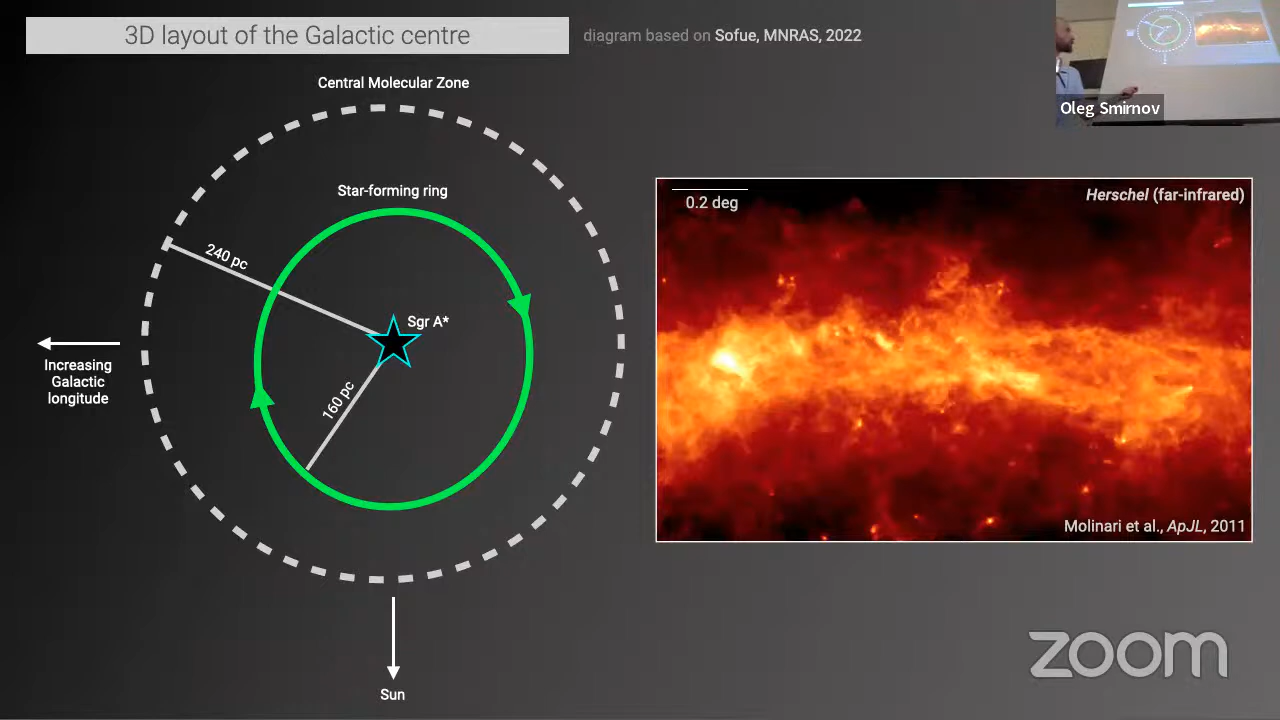 3D layout of the Galactic centre
diagram based on Sofue, MNRAS, 2022
Oleg Smirnov
Central Molecular Zone
Star-forming ring
240 pc
Sgr A*
160 pc
Increasing
Galactic
longitude
Sun
0.2 deg
Herschel (far-infrared)
Molinari et al., ApJL, 2011
zoom